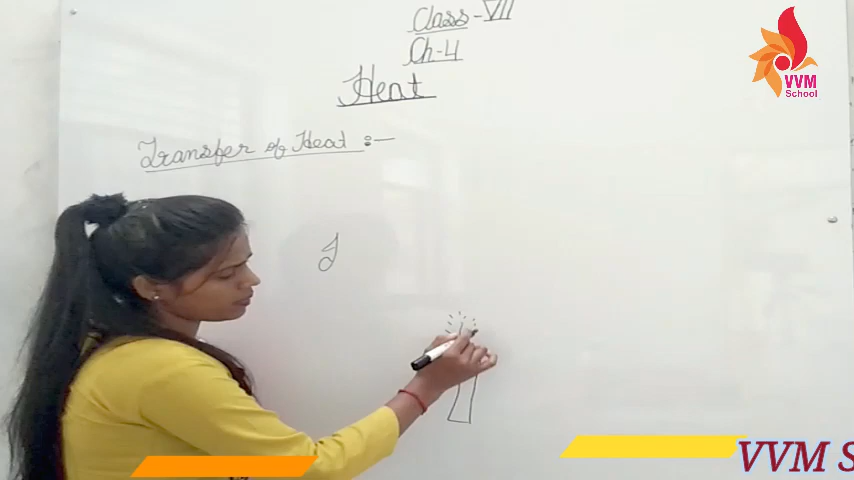 Class-VII
Ch-4
Heat
Transfer of Heat :-
VVM
School
VVM S